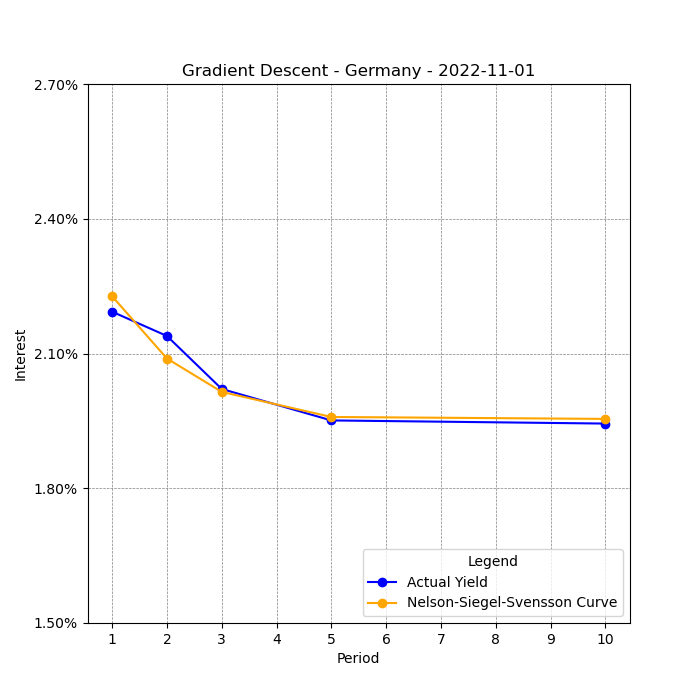 Gradient Descent - Germany - 2022-11-01
2.70%
2.40%
2.10%
1.80%
1.50%
Interest
1 2 3 4 5 6 7 8 9 10
Period
Legend
Actual Yield
Nelson-Siegel-Svensson Curve